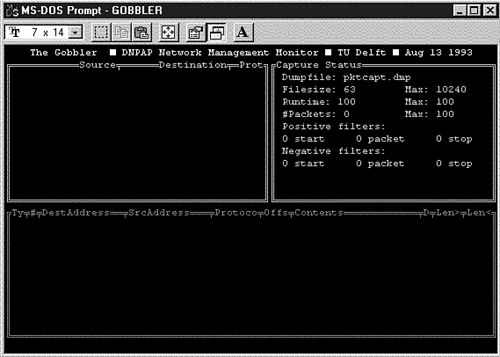 MS-DOS Prompt - GOBBLER
7 x 14
A
The Gobbler ■ DNPAP Network Management Monitor ■ TU Delft ■ Aug 13 1993
Source Destination Prot
Capture Status
Dumpfile: pktcapt.dmp
Filesize: 63 Max: 10240
Runtime: 100 Max: 100
#Packets: 0 Max: 100
Positive filters:
0 start 0 packet 0 stop
Negative filters:
0 start 0 packet 0 stop
Ty # DestAddress SrcAddress Protoco Offs Contents D Len> Len<